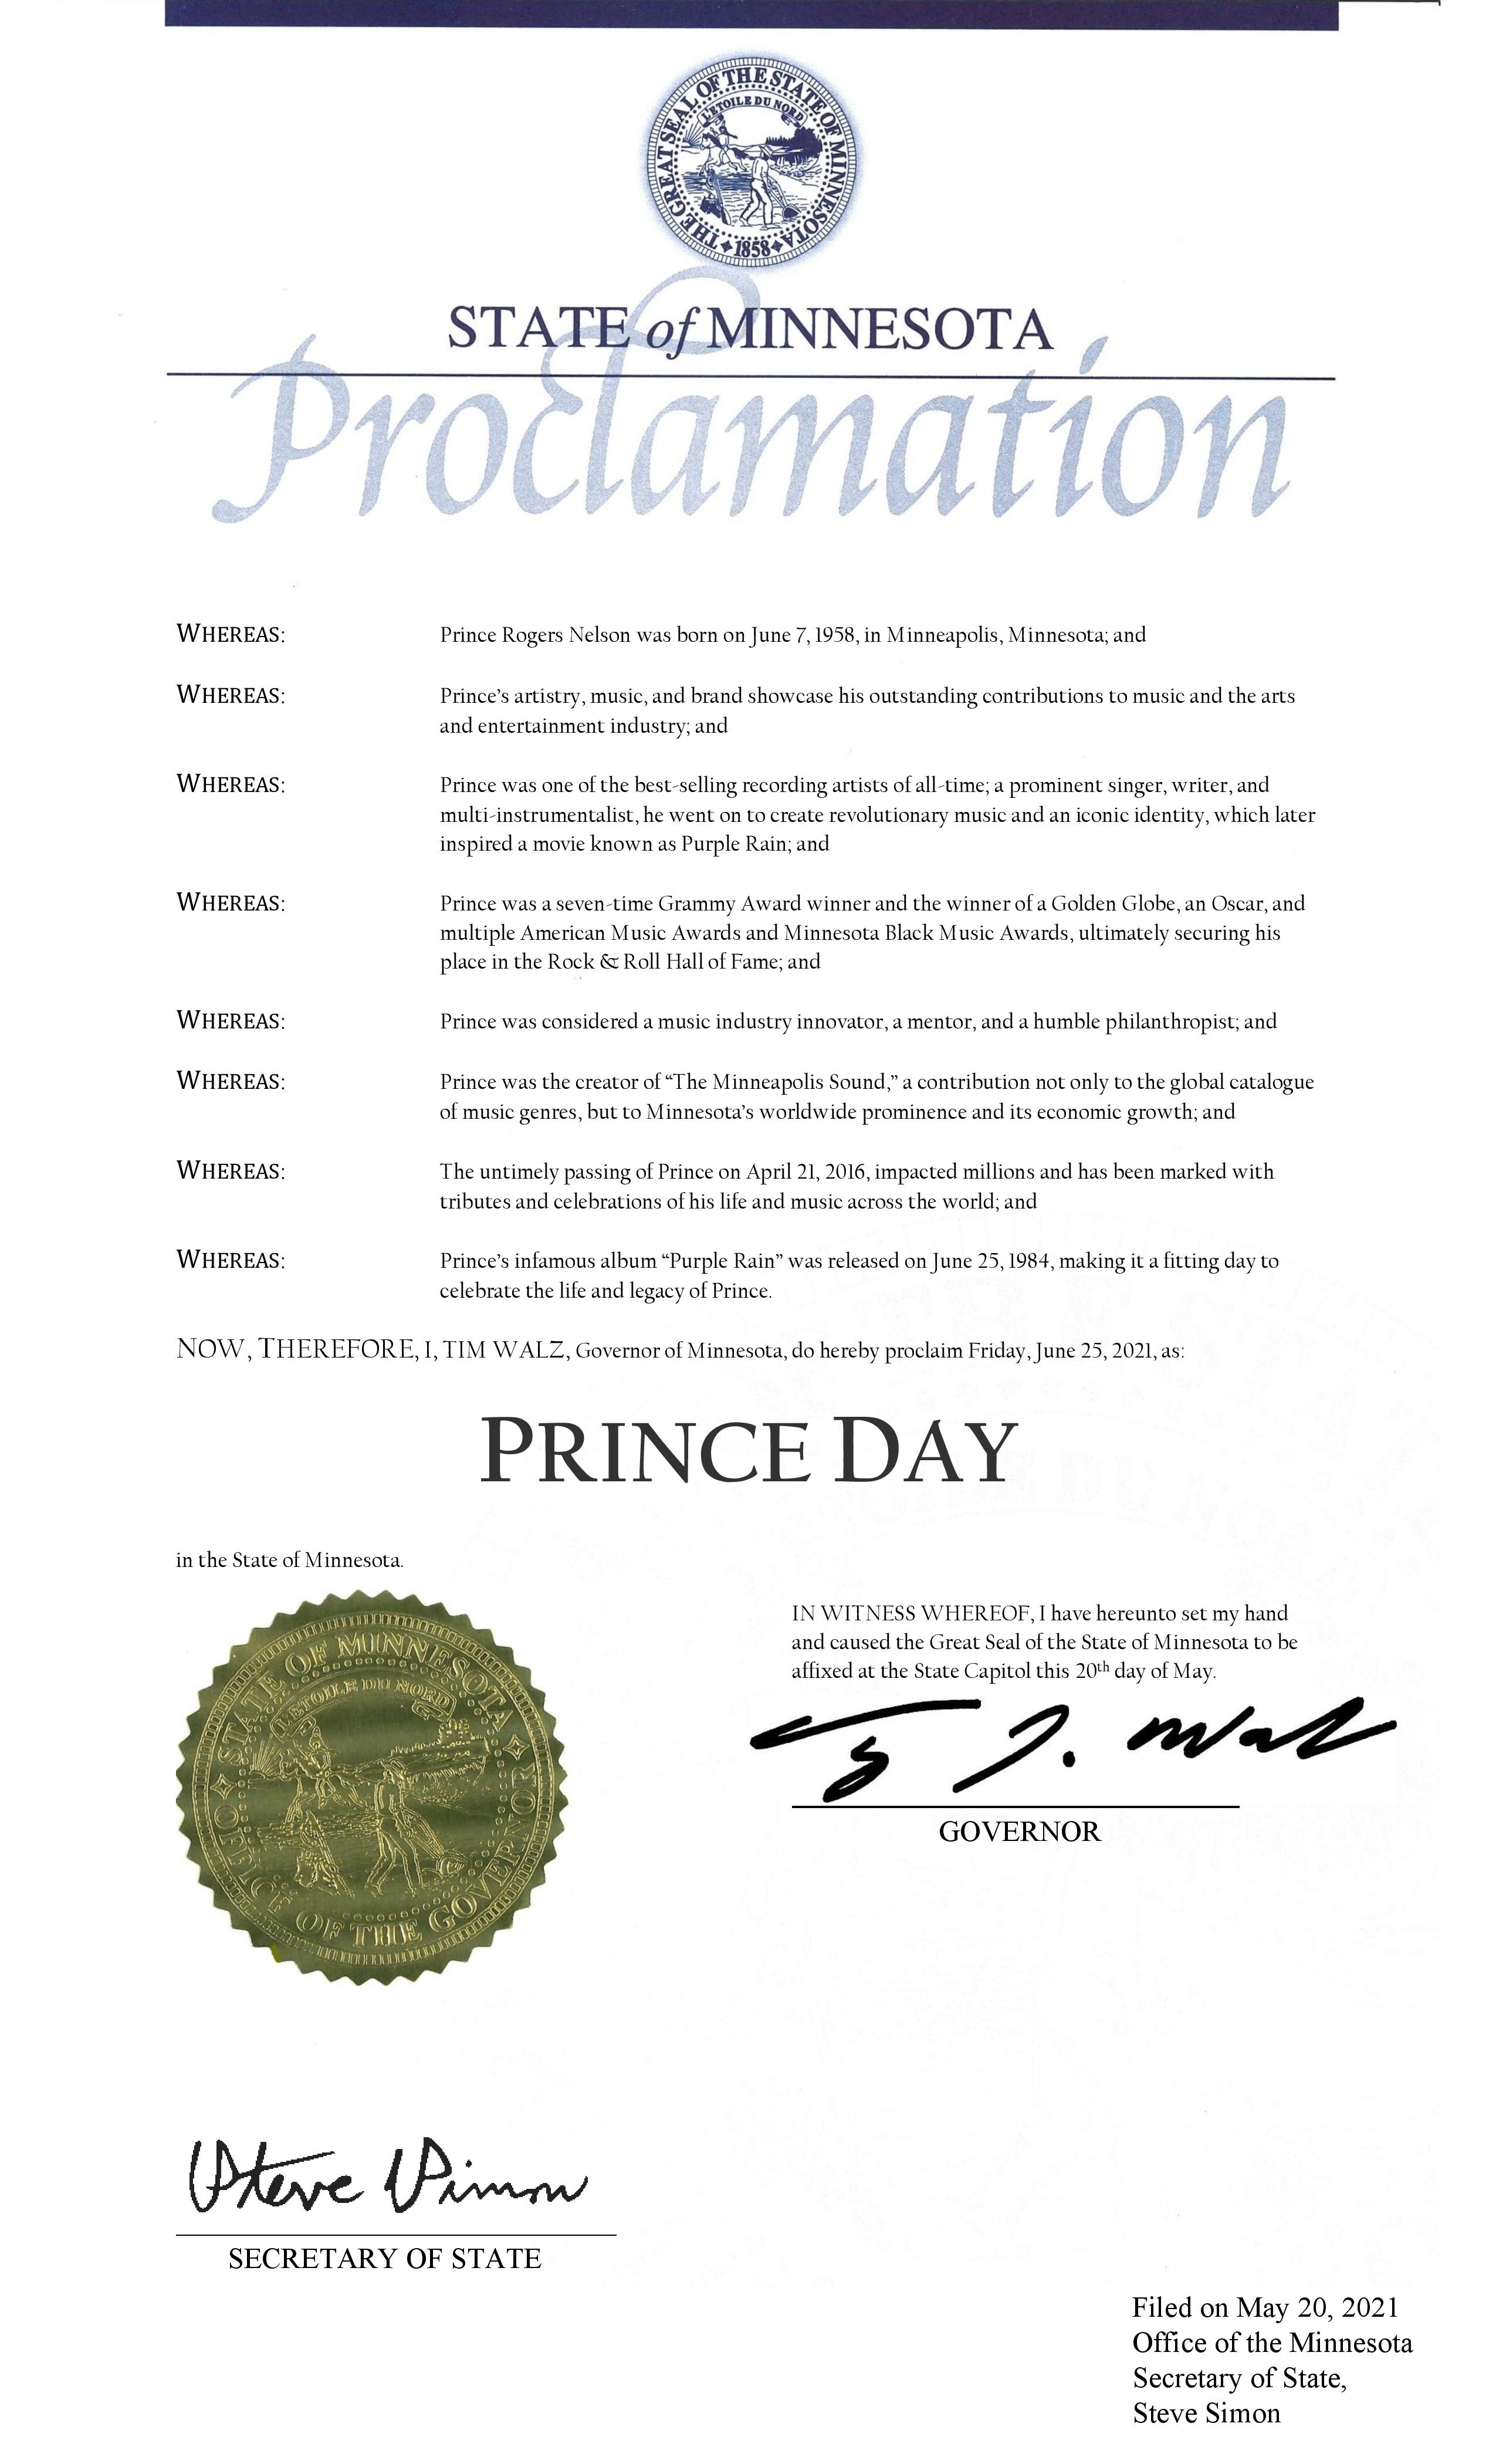 THE GREAT SEAL OF THE STATE OF MINNESOTA
L'ETOILE DU NORD
1858
STATE of MINNESOTA
Proclamation
WHEREAS: Prince Rogers Nelson was born on June 7, 1958, in Minneapolis, Minnesota; and
WHEREAS: Prince’s artistry, music, and brand showcase his outstanding contributions to music and the arts
and entertainment industry; and
WHEREAS: Prince was one of the best-selling recording artists of all-time; a prominent singer, writer, and
multi-instrumentalist, he went on to create revolutionary music and an iconic identity, which later
inspired a movie known as Purple Rain; and
WHEREAS: Prince was a seven-time Grammy Award winner and the winner of a Golden Globe, an Oscar, and
multiple American Music Awards and Minnesota Black Music Awards, ultimately securing his
place in the Rock & Roll Hall of Fame; and
WHEREAS: Prince was considered a music industry innovator, a mentor, and a humble philanthropist; and
WHEREAS: Prince was the creator of “The Minneapolis Sound,” a contribution not only to the global catalogue
of music genres, but to Minnesota’s worldwide prominence and its economic growth; and
WHEREAS: The untimely passing of Prince on April 21, 2016, impacted millions and has been marked with
tributes and celebrations of his life and music across the world; and
WHEREAS: Prince’s infamous album “Purple Rain” was released on June 25, 1984, making it a fitting day to
celebrate the life and legacy of Prince.
NOW, THEREFORE, I, TIM WALZ, Governor of Minnesota, do hereby proclaim Friday, June 25, 2021, as:
PRINCE DAY
in the State of Minnesota.
IN WITNESS WHEREOF, I have hereunto set my hand
and caused the Great Seal of the State of Minnesota to be
affixed at the State Capitol this 20th day of May.
STATE OF MINNESOTA
L'ETOILE DU NORD
OFFICE OF THE GOVERNOR
GOVERNOR
Steve Simon
SECRETARY OF STATE
Filed on May 20, 2021
Office of the Minnesota
Secretary of State,
Steve Simon